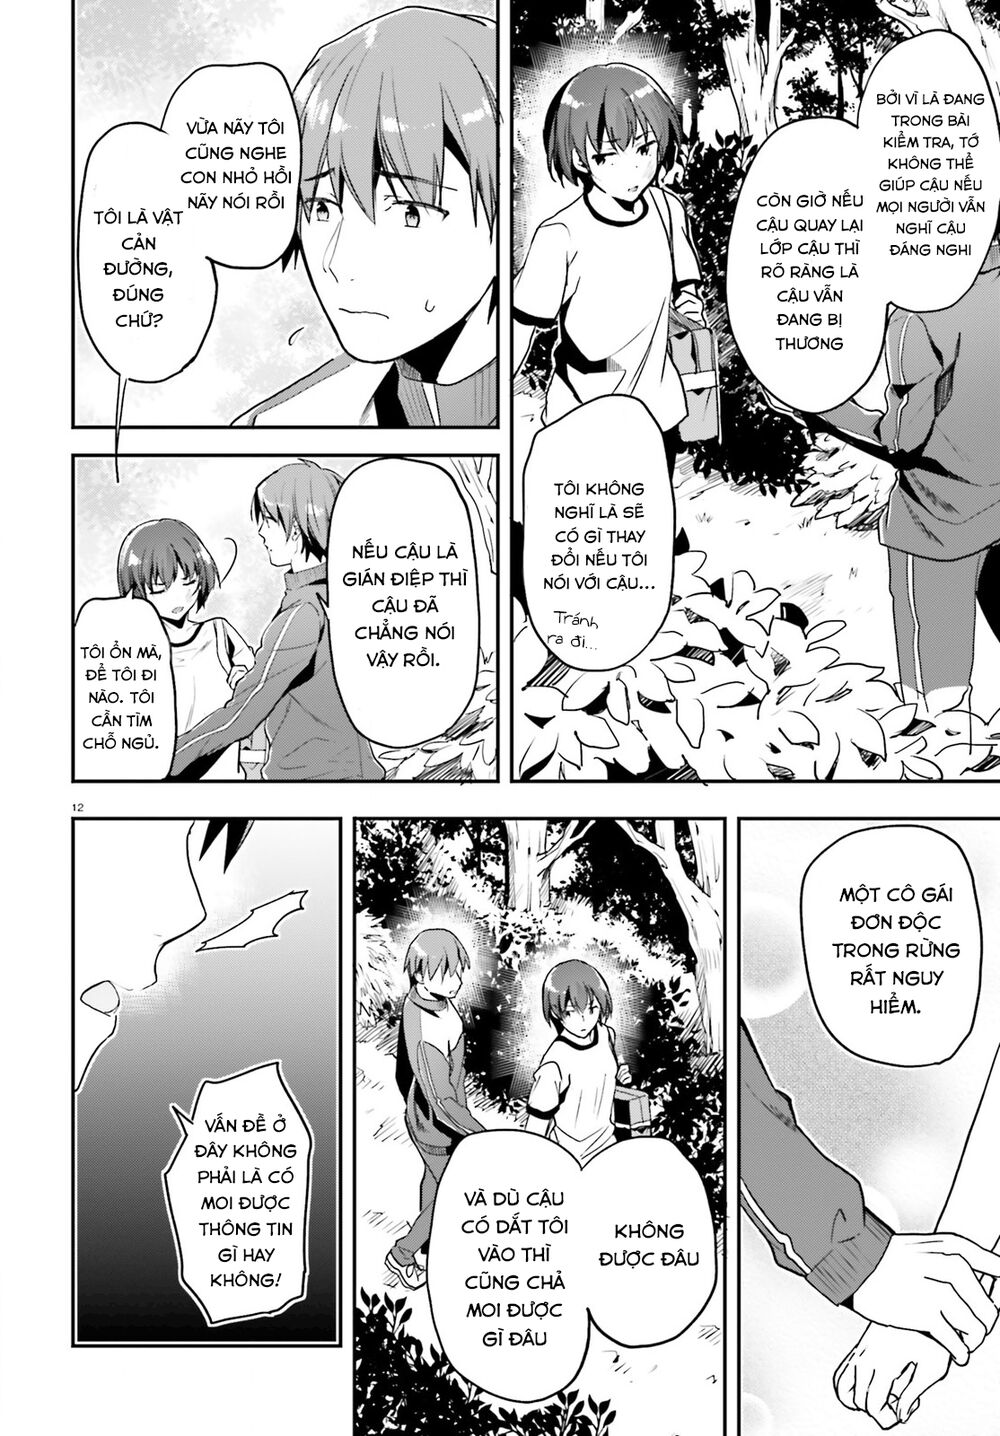 BỞI VÌ LÀ ĐANG
TRONG BÀI
KIỂM TRA, TỚ
KHÔNG THỂ
GIÚP CẬU NẾU
MỌI NGƯỜI VẪN
NGHĨ CẬU
ĐÁNG NGHI
CÒN GIỜ NẾU
CẬU QUAY LẠI
LỚP CẬU THÌ
RÕ RÀNG LÀ
CẬU VẪN
ĐANG BỊ
THƯƠNG
TÔI KHÔNG
NGHĨ LÀ SẼ
CÓ GÌ THAY
ĐỔI NẾU TÔI
NÓI VỚI CẬU...
Tránh
ra đi...
VỪA NÃY TÔI
CŨNG NGHE
CON NHỎ HỒI
NÃY NÓI RỒI
TÔI LÀ VẬT
CẢN
ĐƯỜNG,
ĐÚNG
CHỨ?
NẾU CẬU LÀ
GIÁN ĐIỆP THÌ
CẬU ĐÃ
CHẲNG NÓI
VẬY RỒI.
TÔI ỔN MÀ,
ĐỂ TÔI ĐI
NÀO. TÔI
CẦN TÌM
CHỖ NGỦ.
12
MỘT CÔ GÁI
ĐƠN ĐỘC
TRONG RỪNG
RẤT NGUY
HIỂM.
KHÔNG
ĐƯỢC ĐÂU
VÀ DÙ CẬU
CÓ DẮT TÔI
VÀO THÌ
CŨNG CHẢ
MOI ĐƯỢC
GÌ ĐÂU
VẤN ĐỀ Ở
ĐÂY KHÔNG
PHẢI LÀ CÓ
MOI ĐƯỢC
THÔNG TIN
GÌ HAY
KHÔNG!